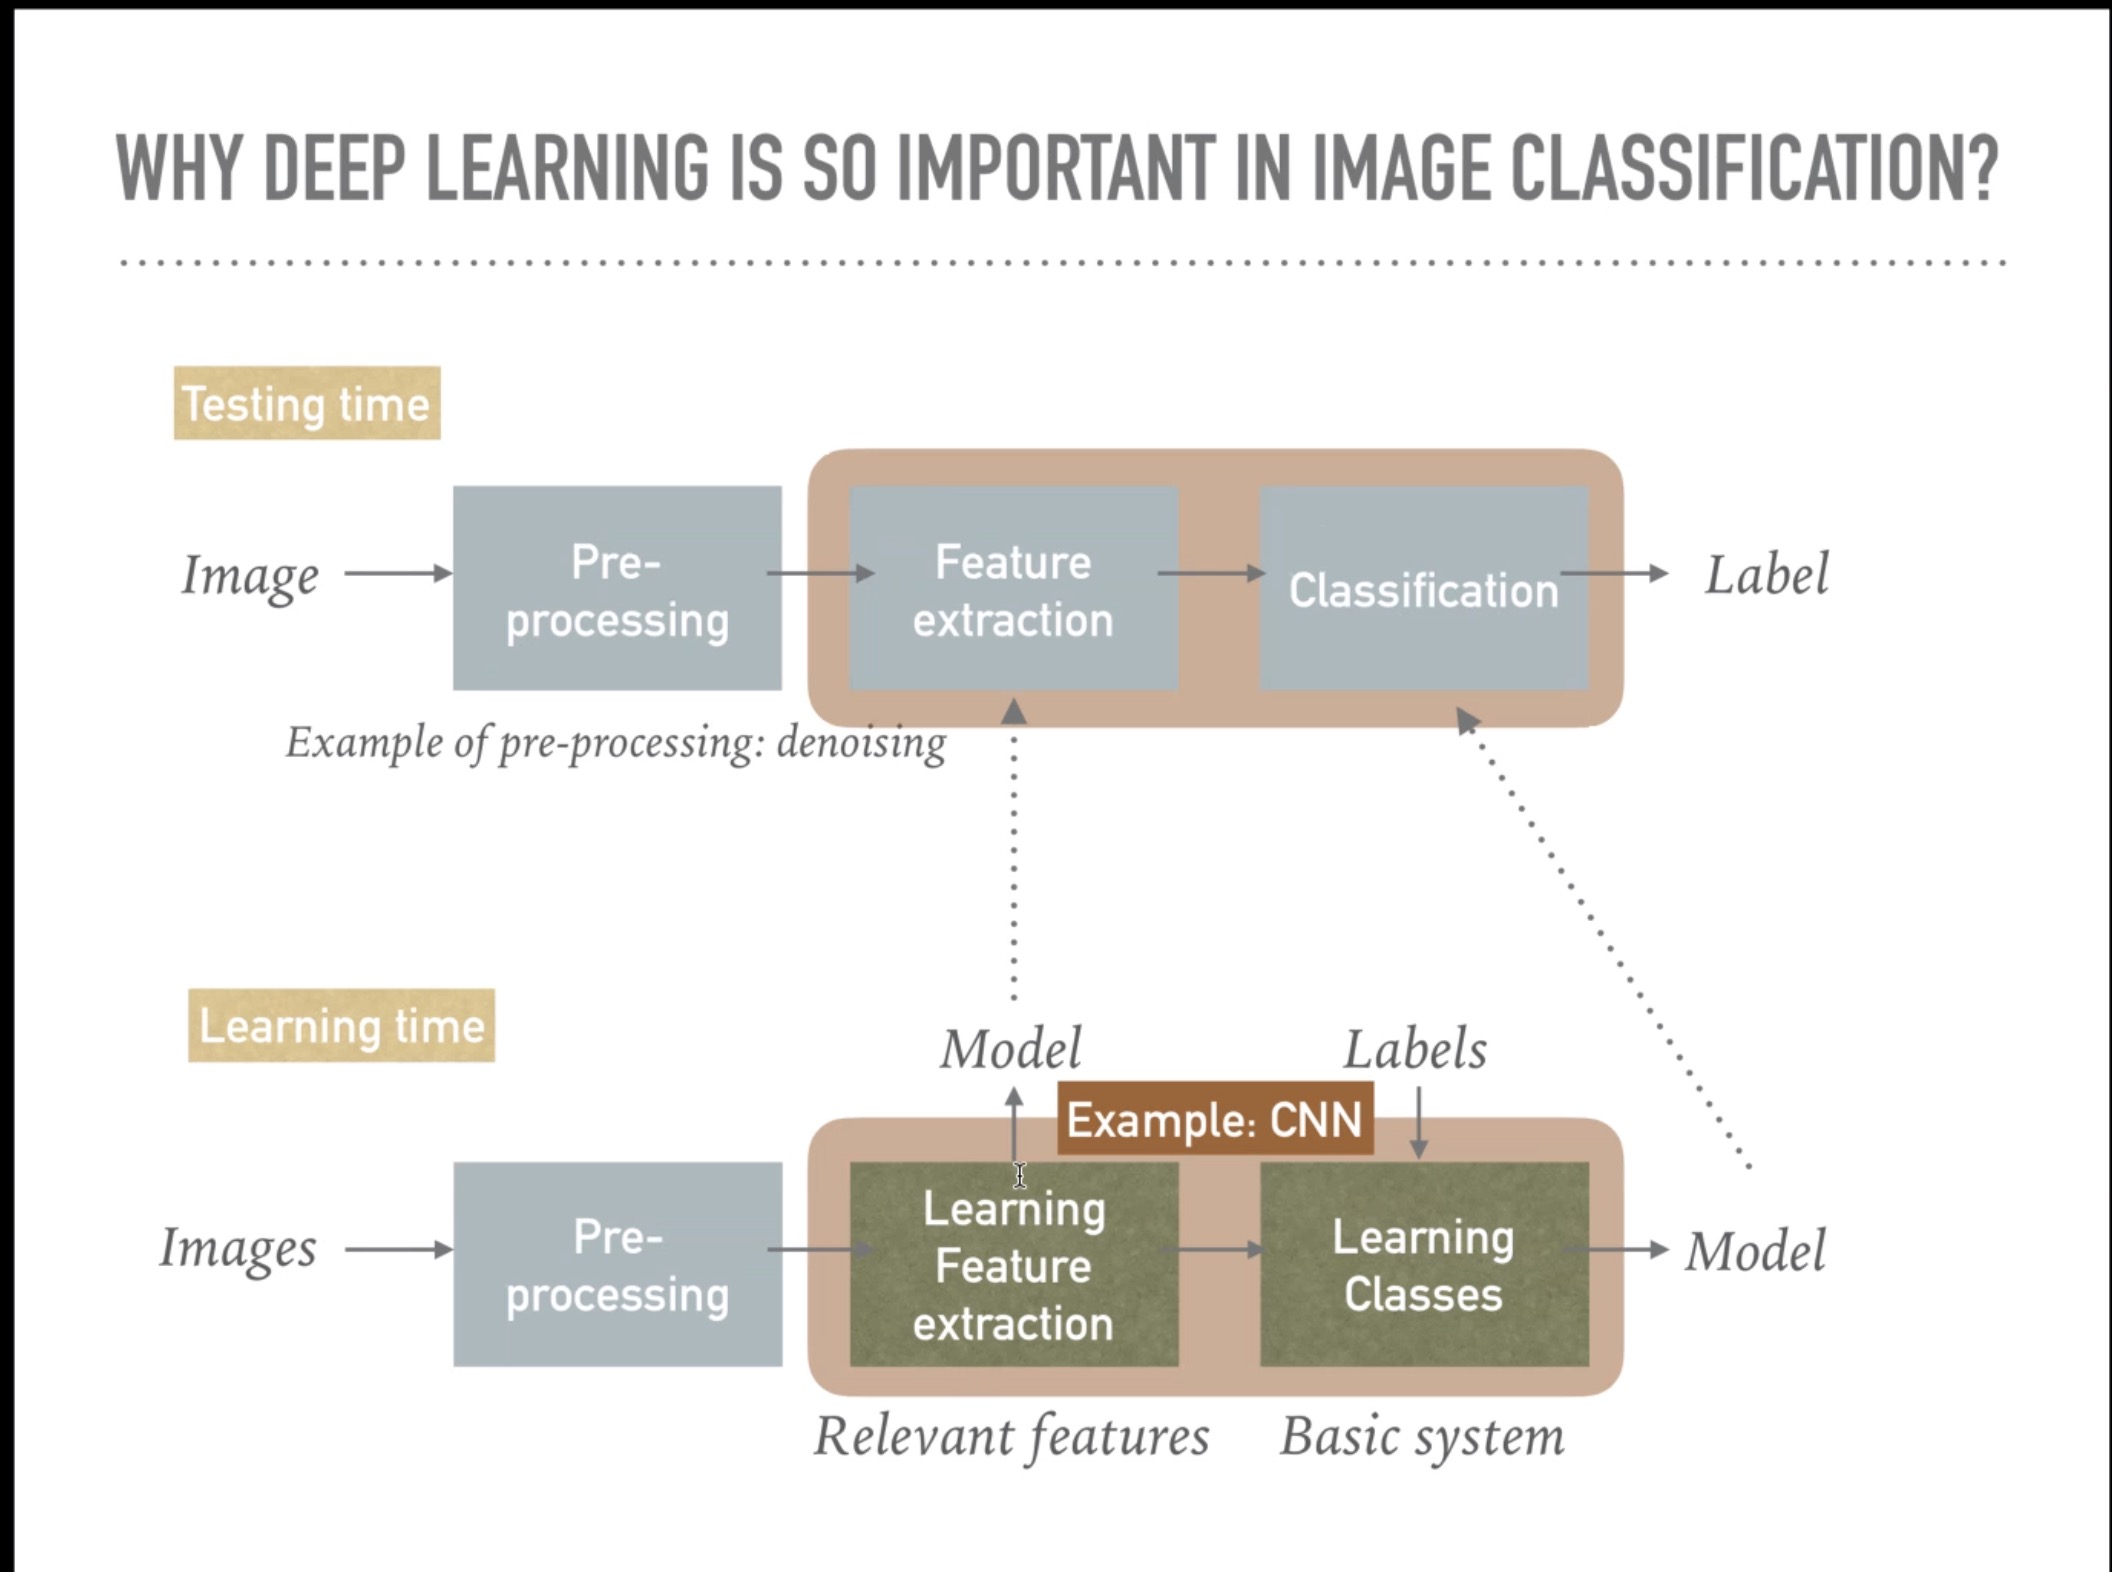 WHY DEEP LEARNING IS SO IMPORTANT IN IMAGE CLASSIFICATION?
Testing time
Image
Pre-
processing
Feature
extraction
Classification
Label
Example of pre-processing: denoising
Learning time
Model
Labels
Example: CNN
Images
Pre-
processing
Learning
Feature
extraction
Learning
Classes
Model
Relevant features
Basic system